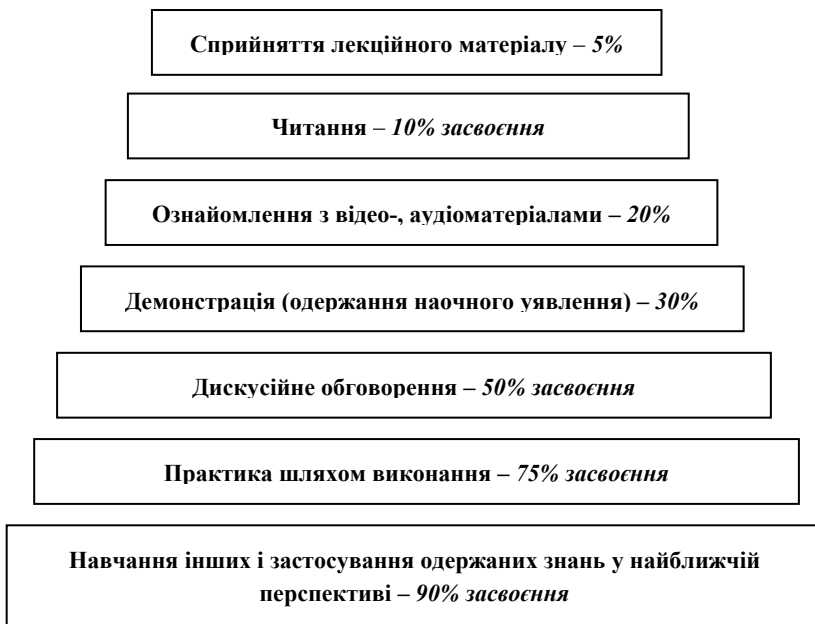 Сприйняття лекційного матеріалу – 5%
Читання – 10% засвоєння
Ознайомлення з відео-, аудіоматеріалами – 20%
Демонстрація (одержання наочного уявлення) – 30%
Дискусійне обговорення – 50% засвоєння
Практика шляхом виконання – 75% засвоєння
Навчання інших і застосування одержаних знань у найближчій
перспективі – 90% засвоєння